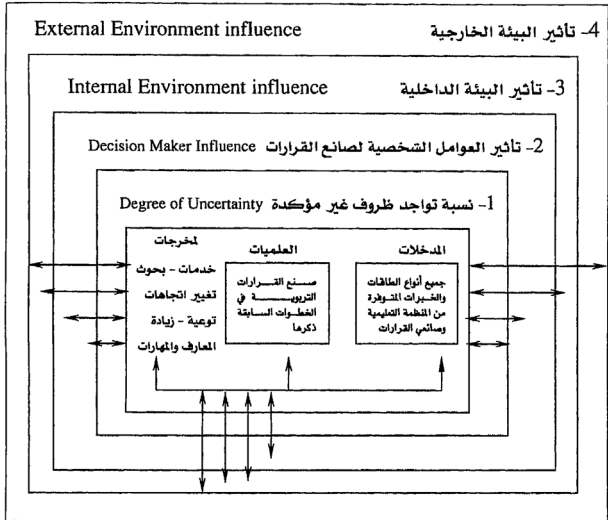 4- تأثير البيئة الخارجية External Environment influence
3- تأثير البيئة الداخلية Internal Environment influence
2- تأثير العوامل الشخصية لصانع القرارات Decision Maker Influence
1- نسبة تواجد ظروف غير مؤكدة Degree of Uncertainty
المدخلات
جميع أنواع الطاقات
والخبرات المتوفرة
من المنظمة التعليمية
وصائعي القرارات
العلميات
صنع القرارات
التربوية في
الخطوات السابقة
ذكرها
لمخرجات
خدمات - بحوث
تغيير اتجاهات
توعية - زيادة
المعارف والمهارات